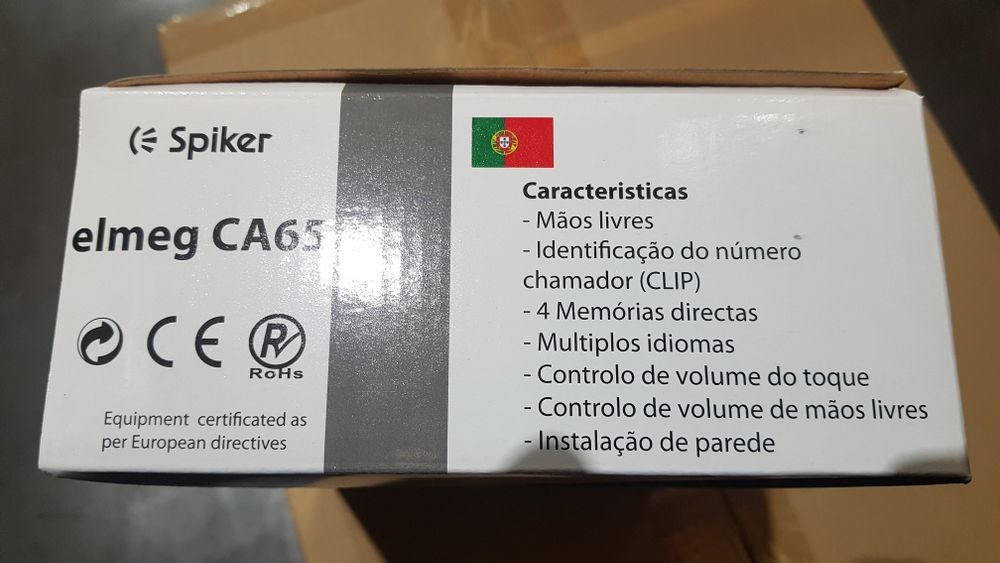 Spiker
elmeg CA65
CE
RoHS
Equipment certificated as
per European directives
Caracteristicas
- Mãos livres
- Identificação do número
chamador (CLIP)
- 4 Memórias directas
- Multiplos idiomas
- Controlo de volume do toque
- Controlo de volume de mãos livres
- Instalação de parede